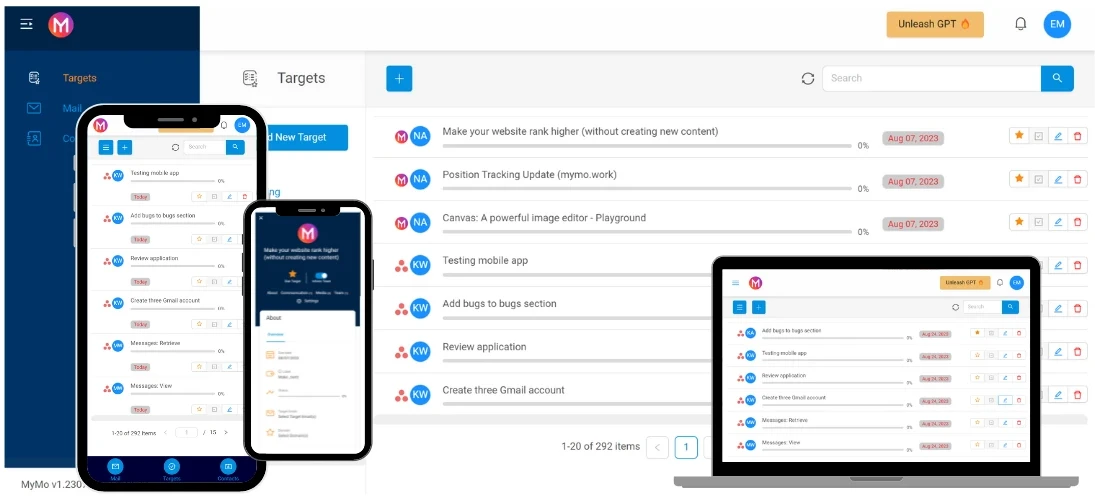 M
Unleash GPT
EM
Targets
Mail
Co
Targets
d New Target
ng
Search
M NA Make your website rank higher (without creating new content)
0%
Aug 07, 2023
M NA Position Tracking Update (mymo.work)
0%
Aug 07, 2023
M NA Canvas: A powerful image editor - Playground
0%
Aug 07, 2023
KW Testing mobile app
KW Add bugs to bugs section
KW Review application
KW Create three Gmail account
1-20 of 292 items
1
MyMo v1.230
M
EM
Search
KW Testing mobile app
0%
Today
KW Add bugs to bugs section
0%
Today
KW Review application
0%
Today
KW Create three Gmail account
0%
Today
MW Messages: Retrieve
0%
Today
MW Messages: View
0%
Today
1-20 of 292 items
1 / 15
Mail Targets Contacts
M
Make your website rank higher
(without creating new content)
Settings
About
Overview
M
Unleash GPT
EM
Search
KA Add bugs to bugs section
0%
Aug 24, 2023
KW Testing mobile app
0%
Aug 24, 2023
KW Review application
0%
Aug 24, 2023
KW Create three Gmail account
0%
Aug 24, 2023
MW Messages: Retrieve
0%
Aug 24, 2023
MW Messages: View
0%
Aug 24, 2023